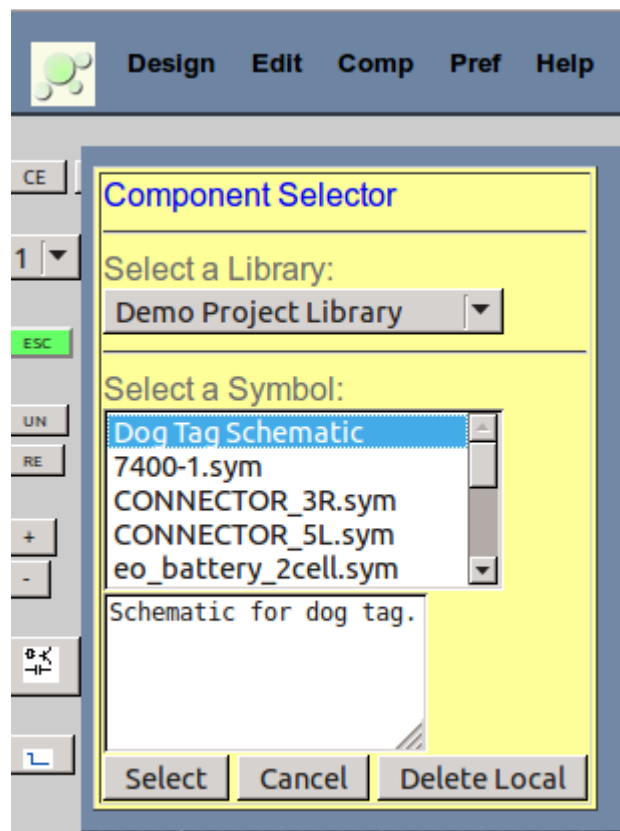 Design Edit Comp Pref Help
CE
Component Selector
1
Select a Library:
Demo Project Library
ESC
Select a Symbol:
UN
Dog Tag Schematic
RE
7400-1.sym
CONNECTOR_3R.sym
+
CONNECTOR_5L.sym
-
eo_battery_2cell.sym
Schematic for dog tag.
Select Cancel Delete Local